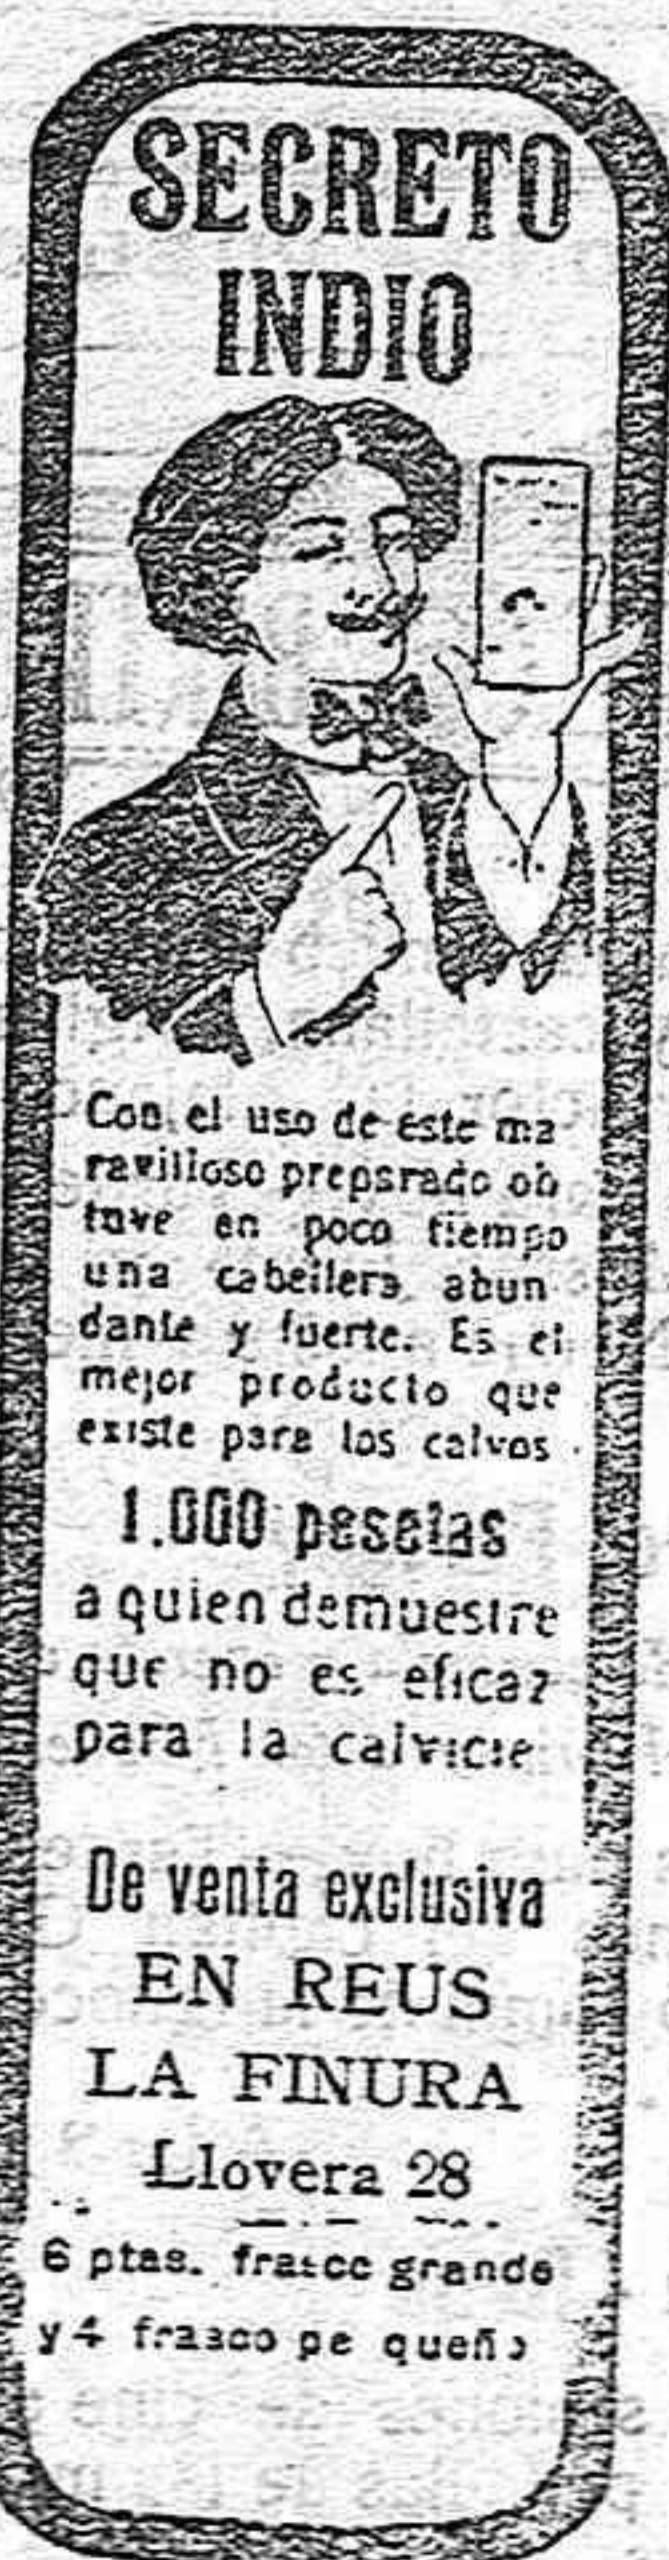 SECRETO
INDIO
Con el uso de este ma
ravilloso preparado ob
tuve en poco tiempo
una cabellera abun
dante y fuerte. Es el
mejor producto que
existe para los calvos
1.000 pesetas
a quien demuestre
que no es eficaz
para la calvicie
De venta exclusiva
EN REUS
LA FINURA
Llovera 28
6 ptas. frasco grande
y 4 frasco pe queño